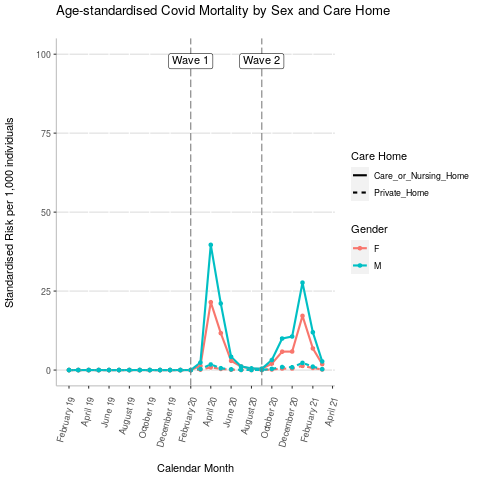 Age-standardised Covid Mortality by Sex and Care Home
Standardised Risk per 1,000 individuals
100
75
50
25
0
Wave 1
Wave 2
February 19
April 19
June 19
August 19
October 19
December 19
February 20
April 20
June 20
August 20
October 20
December 20
February 21
April 21
Calendar Month
Care Home
Care_or_Nursing_Home
Private_Home
Gender
F
M